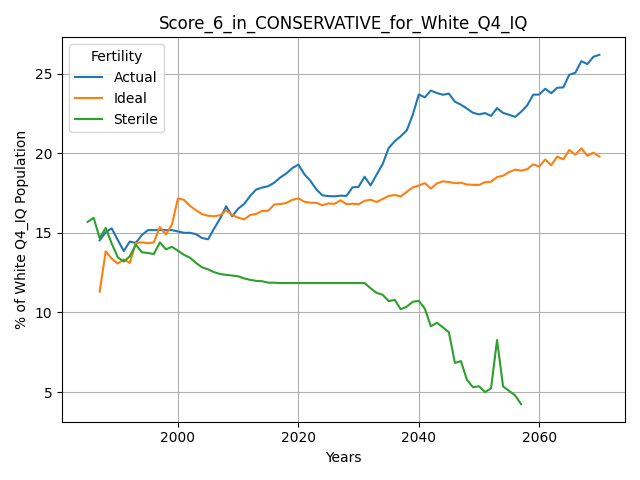 Score_6_in_CONSERVATIVE_for_White_Q4_IQ
Fertility
Actual
Ideal
Sterile
% of White Q4_IQ Population
25
20
15
10
5
2000
2020
2040
2060
Years